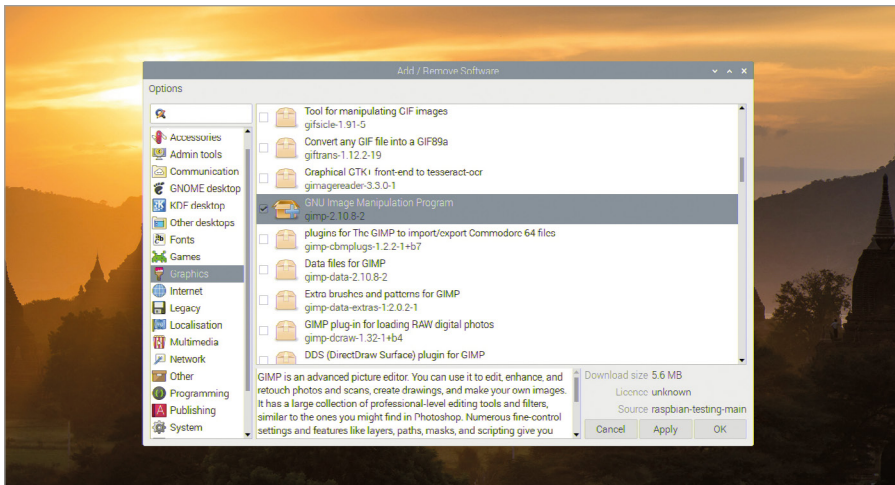 Add / Remove Software
Options
Accessories
Admin tools
Communication
GNOME desktop
KDE desktop
Other desktops
Fonts
Games
Graphics
Internet
Legacy
Localisation
Multimedia
Network
Other
Programming
Publishing
System
Tool for manipulating GIF images
gifsicle-1.91-5
Convert any GIF file into a GIF89a
giftrans-1.12.2-19
Graphical GTK+ front-end to tesseract-ocr
gimagereader-3.3.0-1
GNU Image Manipulation Program
gimp-2.10.8-2
plugins for The GIMP to import/export Commodore 64 files
gimp-cbmplugs-1.2.2-1+b7
Data files for GIMP
gimp-data-2.10.8-2
Extra brushes and patterns for GIMP
gimp-data-extras-1:2.0.2-1
GIMP plug-in for loading RAW digital photos
gimp-dcraw-1.32-1+b4
DDS (DirectDraw Surface) plugin for GIMP
GIMP is an advanced picture editor. You can use it to edit, enhance, and
retouch photos and scans, create drawings, and make your own images.
It has a large collection of professional-level editing tools and filters,
similar to the ones you might find in Photoshop. Numerous fine-control
settings and features like layers, paths, masks, and scripting give you
Download size 5.6 MB
Licence unknown
Source raspbian-testing-main
Cancel
Apply
OK